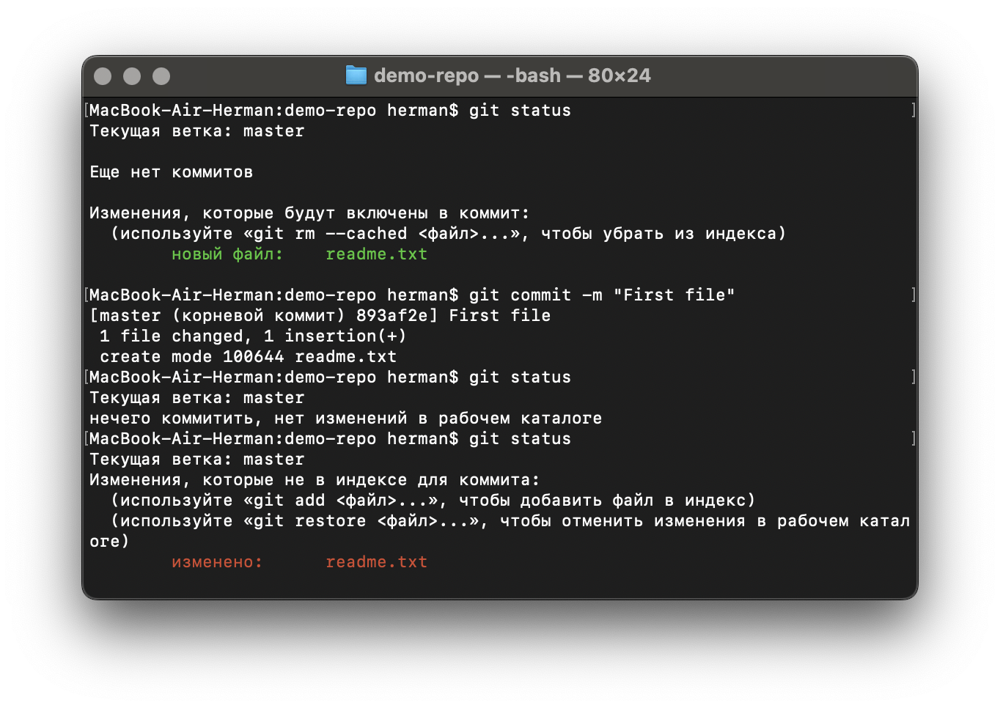 demo-repo — -bash — 80×24
[MacBook-Air-Herman:demo-repo herman$ git status ]
Текущая ветка: master
Еще нет коммитов
Изменения, которые будут включены в коммит:
  (используйте «git rm --cached <файл>...», чтобы убрать из индекса)
        новый файл:    readme.txt
[MacBook-Air-Herman:demo-repo herman$ git commit -m "First file" ]
[master (корневой коммит) 893af2e] First file
 1 file changed, 1 insertion(+)
 create mode 100644 readme.txt
[MacBook-Air-Herman:demo-repo herman$ git status ]
Текущая ветка: master
нечего коммитить, нет изменений в рабочем каталоге
[MacBook-Air-Herman:demo-repo herman$ git status ]
Текущая ветка: master
Изменения, которые не в индексе для коммита:
  (используйте «git add <файл>...», чтобы добавить файл в индекс)
  (используйте «git restore <файл>...», чтобы отменить изменения в рабочем катал
оге)
        изменено:      readme.txt